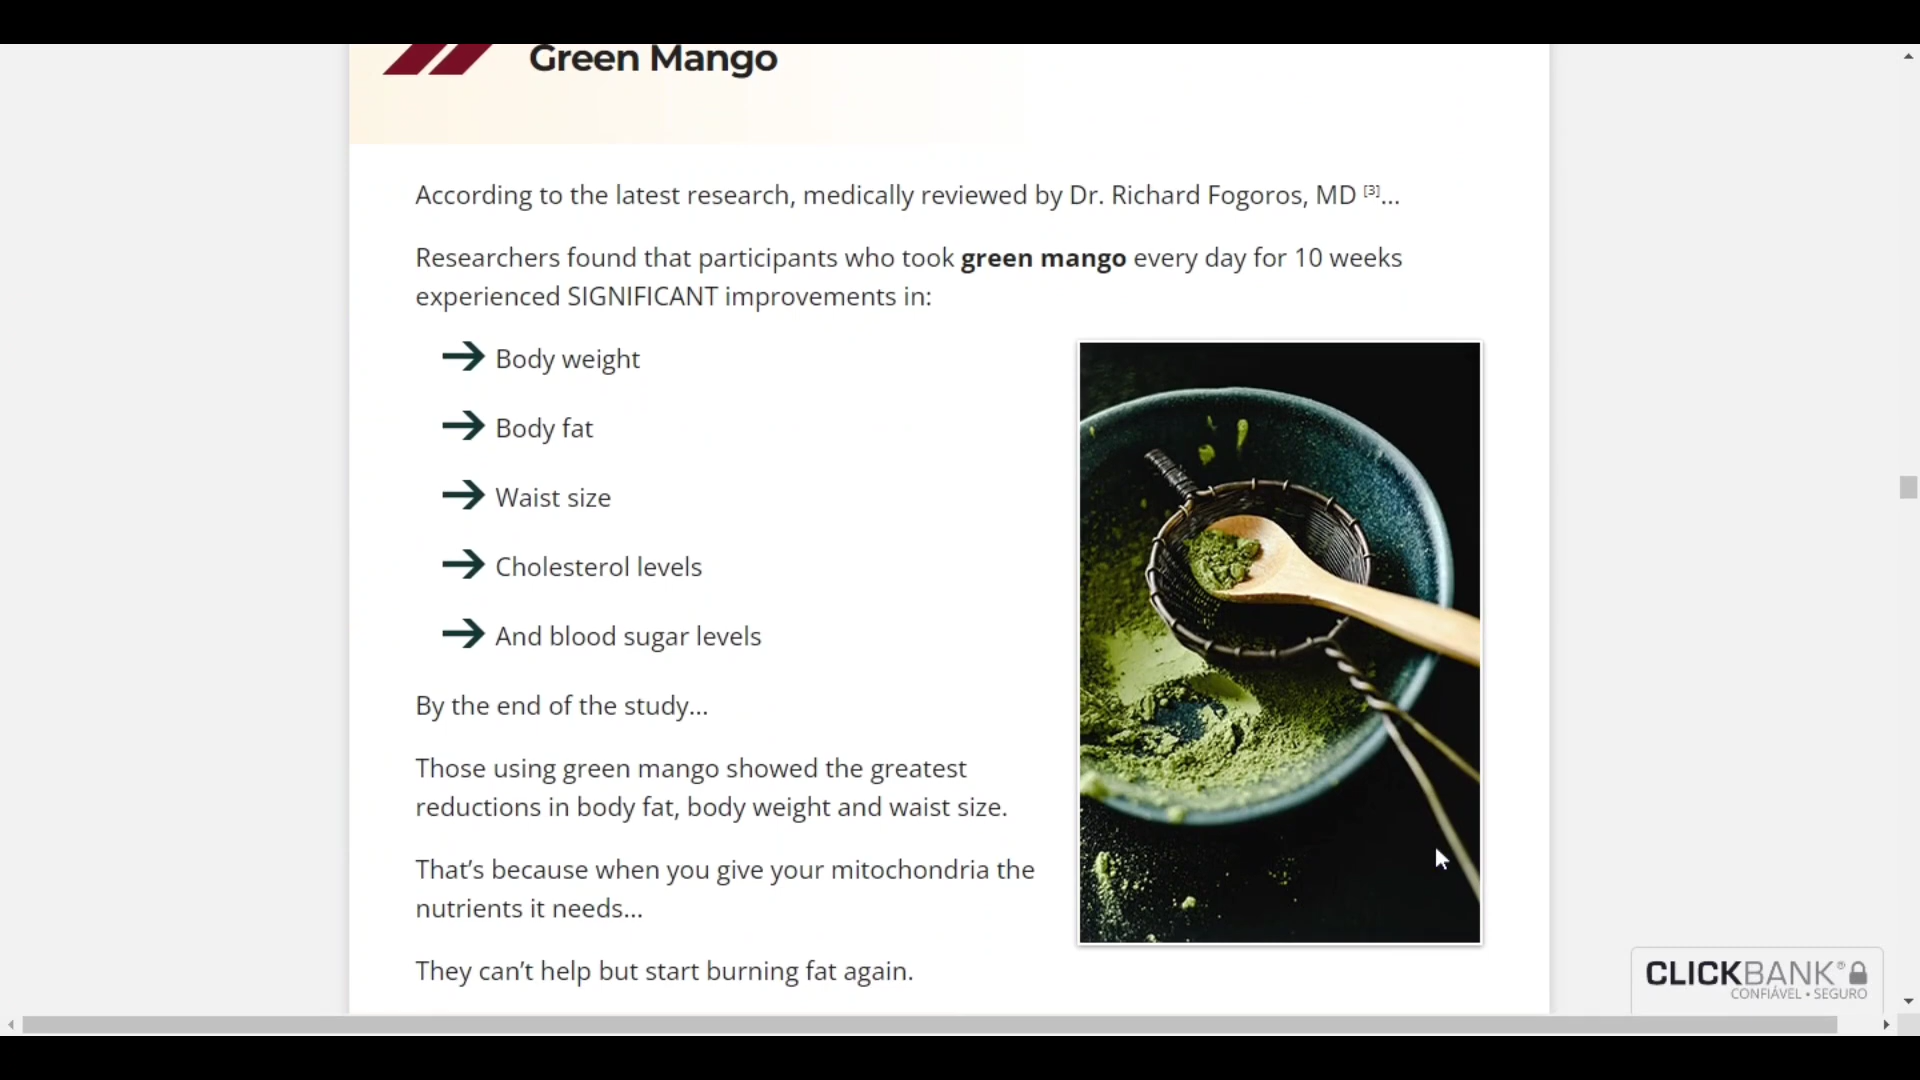 Green Mango
According to the latest research, medically reviewed by Dr. Richard Fogoros, MD [3]...
Researchers found that participants who took green mango every day for 10 weeks
experienced SIGNIFICANT improvements in:
Body weight
Body fat
Waist size
Cholesterol levels
And blood sugar levels
By the end of the study...
Those using green mango showed the greatest
reductions in body fat, body weight and waist size.
That’s because when you give your mitochondria the
nutrients it needs...
They can’t help but start burning fat again.
CLICKBANK®
CONFIÁVEL • SEGURO